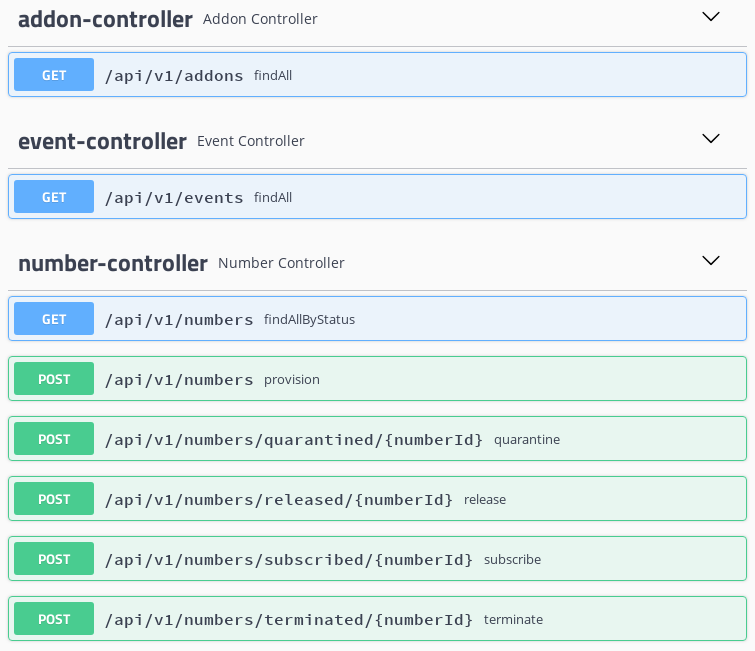 addon-controller Addon Controller
GET /api/v1/addons findAll
event-controller Event Controller
GET /api/v1/events findAll
number-controller Number Controller
GET /api/v1/numbers findAllByStatus
POST /api/v1/numbers provision
POST /api/v1/numbers/quarantined/{numberId} quarantine
POST /api/v1/numbers/released/{numberId} release
POST /api/v1/numbers/subscribed/{numberId} subscribe
POST /api/v1/numbers/terminated/{numberId} terminate